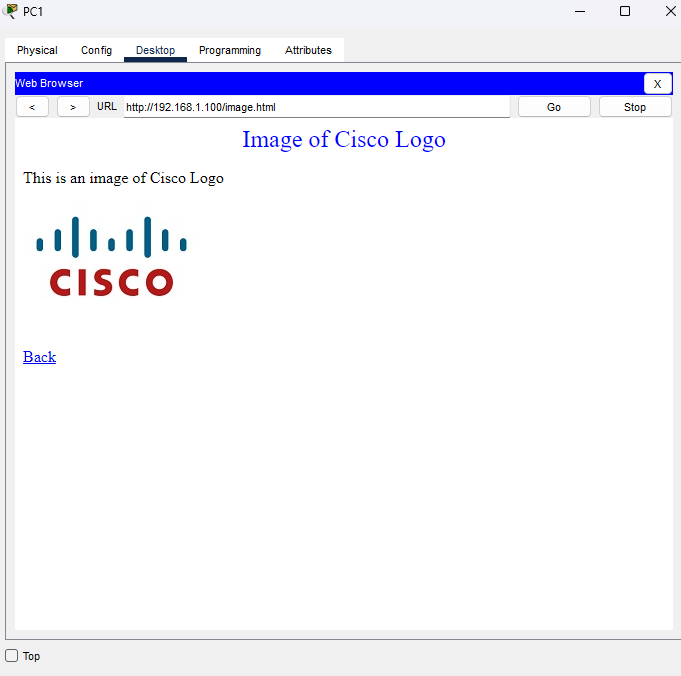 PC1
Physical Config Desktop Programming Attributes
Web Browser X
< > URL http://192.168.1.100/image.html Go Stop
Image of Cisco Logo
This is an image of Cisco Logo
CISCO
Back
Top